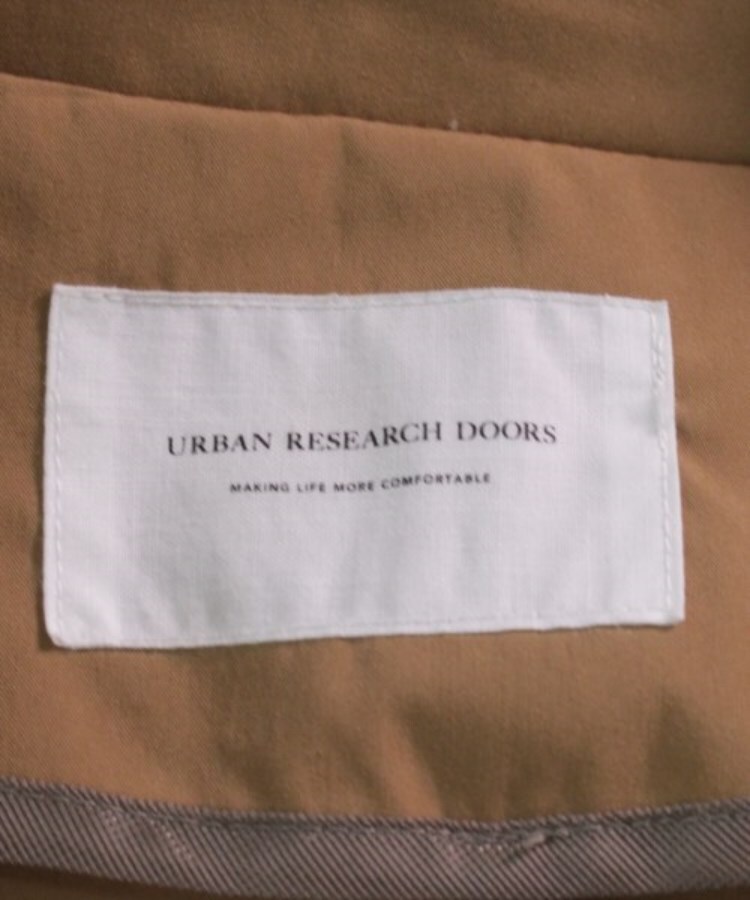 URBAN RESEARCH DOORS
MAKING LIFE MORE COMFORTABLE